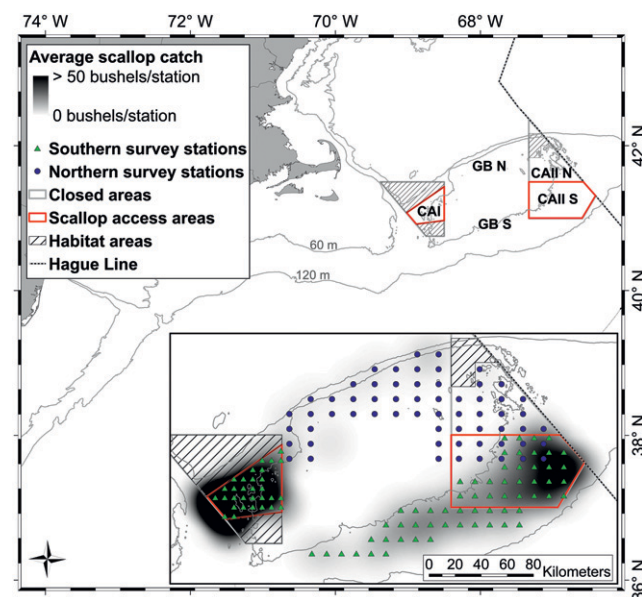 74° W
72° W
70° W
68° W
Average scallop catch
> 50 bushels/station
0 bushels/station
Southern survey stations
Northern survey stations
Closed areas
Scallop access areas
Habitat areas
Hague Line
42° N
GB N
CAII N
CAI
CAII S
GB S
60 m
120 m
40° N
38° N
0 20 40 60 80
Kilometers
36° N